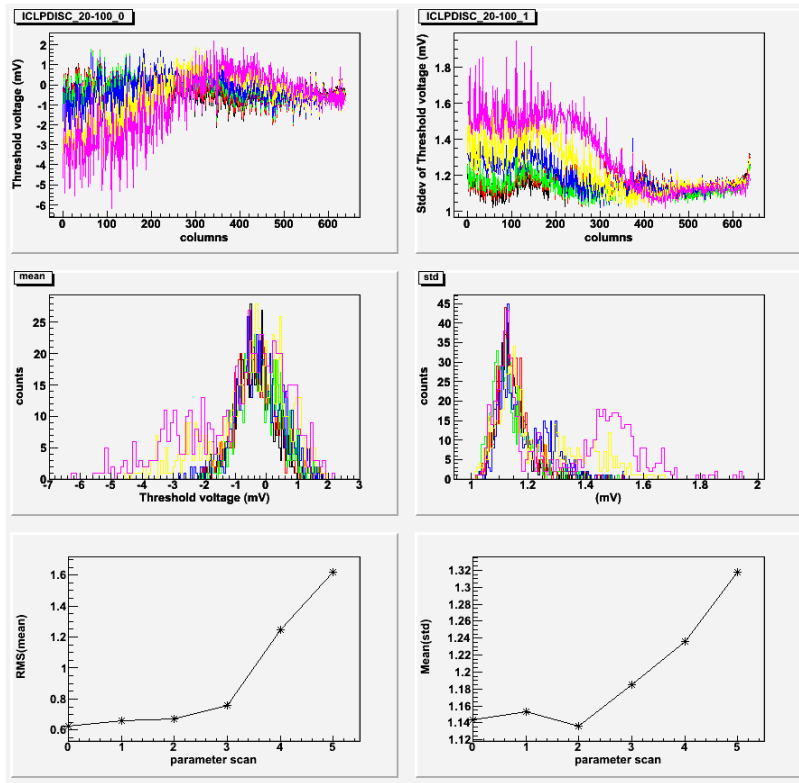 ICLPDISC_20-100_0
Threshold voltage (mV)
2
1
0
-1
-2
-3
-4
-5
-6
0 100 200 300 400 500 600
columns
ICLPDISC_20-100_1
Stdev of Threshold voltage (mV)
1.8
1.6
1.4
1.2
1
0 100 200 300 400 500 600
columns
mean
counts
25
20
15
10
5
0
-7 -6 -5 -4 -3 -2 -1 0 1 2 3
Threshold voltage (mV)
std
counts
45
40
35
30
25
20
15
10
5
0
1 1.2 1.4 1.6 1.8 2
(mV)
RMS(mean)
1.6
1.4
1.2
1
0.8
0.6
0 1 2 3 4 5
parameter scan
Mean(std)
1.32
1.3
1.28
1.26
1.24
1.22
1.2
1.18
1.16
1.14
1.12
0 1 2 3 4 5
parameter scan